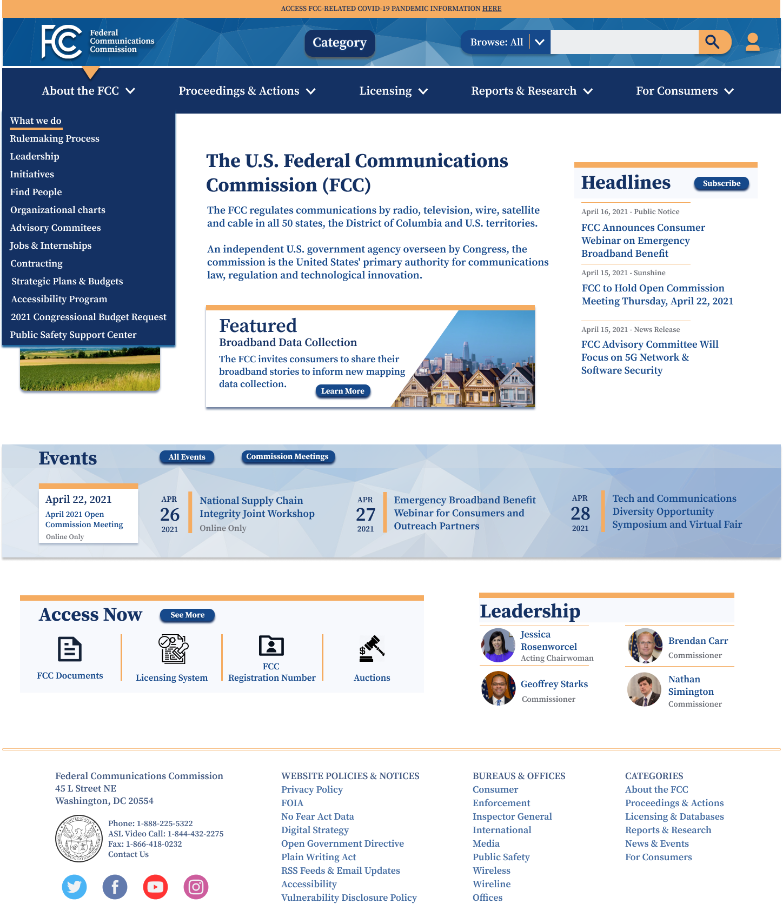 ACCESS FCC-RELATED COVID-19 PANDEMIC INFORMATION HERE
FCC
Federal
Communications
Commission
Category
Browse: All
About the FCC
Proceedings & Actions
Licensing
Reports & Research
For Consumers
What we do
Rulemaking Process
Leadership
Initiatives
Find People
Organizational charts
Advisory Commitees
Jobs & Internships
Contracting
Strategic Plans & Budgets
Accessibility Program
2021 Congressional Budget Request
Public Safety Support Center
The U.S. Federal Communications
Commission (FCC)
The FCC regulates communications by radio, television, wire, satellite
and cable in all 50 states, the District of Columbia and U.S. territories.
An independent U.S. government agency overseen by Congress, the
commission is the United States' primary authority for communications
law, regulation and technological innovation.
Featured
Broadband Data Collection
The FCC invites consumers to share their
broadband stories to inform new mapping
data collection.
Learn More
Headlines
Subscribe
April 16, 2021 - Public Notice
FCC Announces Consumer
Webinar on Emergency
Broadband Benefit
April 15, 2021 - Sunshine
FCC to Hold Open Commission
Meeting Thursday, April 22, 2021
April 15, 2021 - News Release
FCC Advisory Committee Will
Focus on 5G Network &
Software Security
Events
All Events
Commission Meetings
April 22, 2021
April 2021 Open
Commission Meeting
Online Only
APR
26
2021
National Supply Chain
Integrity Joint Workshop
Online Only
APR
27
2021
Emergency Broadband Benefit
Webinar for Consumers and
Outreach Partners
APR
28
2021
Tech and Communications
Diversity Opportunity
Symposium and Virtual Fair
Access Now
See More
FCC Documents
Licensing System
FCC
Registration Number
Auctions
Leadership
Jessica
Rosenworcel
Acting Chairwoman
Brendan Carr
Commissioner
Geoffrey Starks
Commissioner
Nathan
Simington
Commissioner
Federal Communications Commission
45 L Street NE
Washington, DC 20554
Phone: 1-888-225-5322
ASL Video Call: 1-844-432-2275
Fax: 1-866-418-0232
Contact Us
WEBSITE POLICIES & NOTICES
Privacy Policy
FOIA
No Fear Act Data
Digital Strategy
Open Government Directive
Plain Writing Act
RSS Feeds & Email Updates
Accessibility
Vulnerability Disclosure Policy
BUREAUS & OFFICES
Consumer
Enforcement
Inspector General
International
Media
Public Safety
Wireless
Wireline
Offices
CATEGORIES
About the FCC
Proceedings & Actions
Licensing & Databases
Reports & Research
News & Events
For Consumers